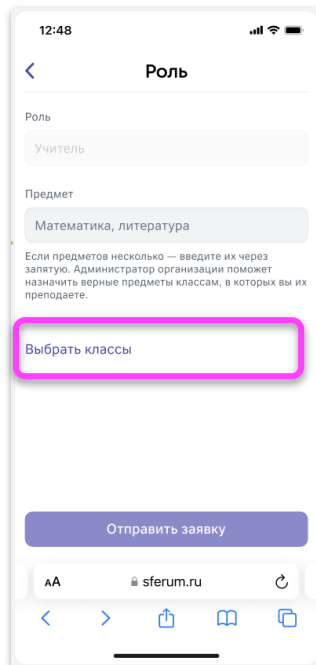 12:48
Роль
Роль
Учитель
Предмет
Математика, литература
Если предметов несколько — введите их через
запятую. Администратор организации поможет
назначить верные предметы классам, в которых вы их
преподаете.
Выбрать классы
Отправить заявку
AA
sferum.ru